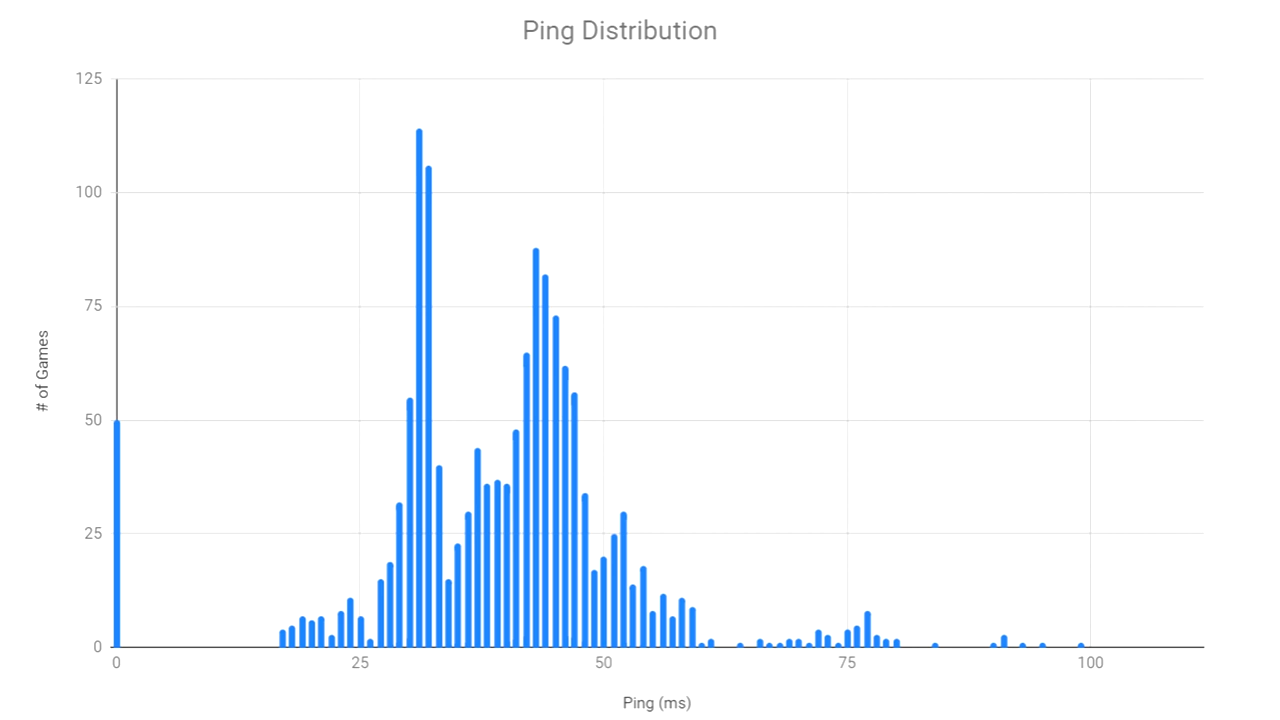 Ping Distribution
125
100
75
50
25
0
# of Games
0 25 50 75 100
Ping (ms)